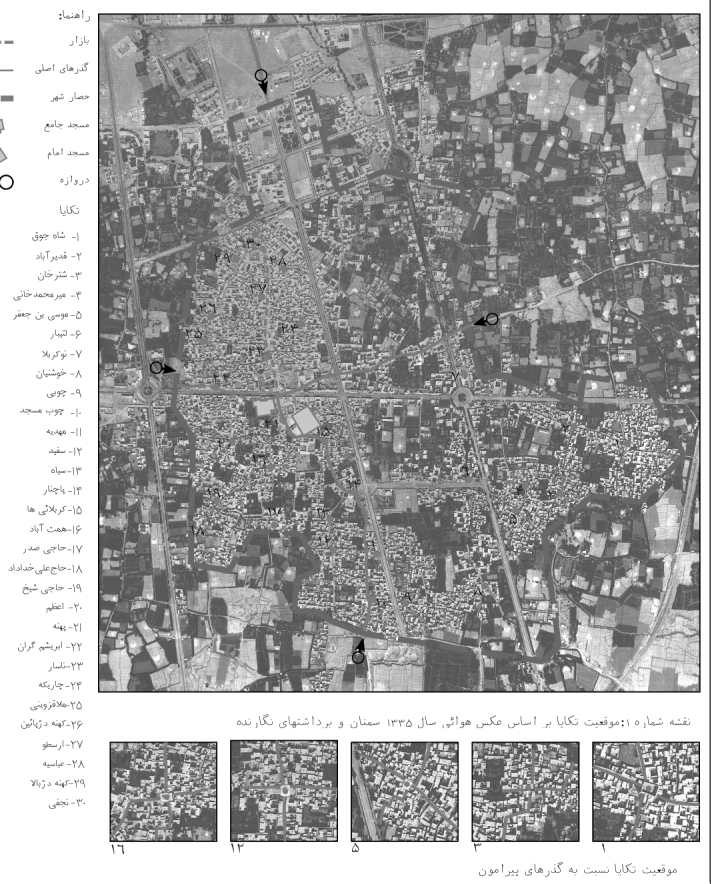 راهنما:
بازار
گذرهای اصلی
حصار شهر
مسجد جامع
مسجد امام
دروازه
تکایا
۱- شاه جوق
۲- قدیرآباد
۳- شترخان
۴- میرمحمدخانی
۵- موسی بن جعفر
۶- لتیبار
۷- نوکربلا
۸- خوشنیان
۹- چوبی
۱۰- چوب مسجد
۱۱- مهدیه
۱۲- سفید
۱۳-سیاه
۱۴- پاچنار
۱۵-کربلائی ها
۱۶-همت آباد
۱۷-حاجی صدر
۱۸-حاج‌علی‌خداداد
۱۹- حاجی شیخ
۲۰- اعظم
۲۱- پهنه
۲۲- ابریشم گران
۲۳-ناسار
۲۴-چاریکه
۲۵-ملاقزوینی
۲۶-کهنه دژپائین
۲۷-ارسطو
۲۸- عباسیه
۲۹-کهنه دژبالا
۳۰- نجفی
نقشه شماره ۱:موقعیت تکایا بر اساس عکس هوائی سال ۱۳۳۵ سمنان و برداشتهای نگارنده
۱ ۳ ۵ ۱۲ ۱۶
موقعیت تکایا نسبت به گذرهای پیرامون